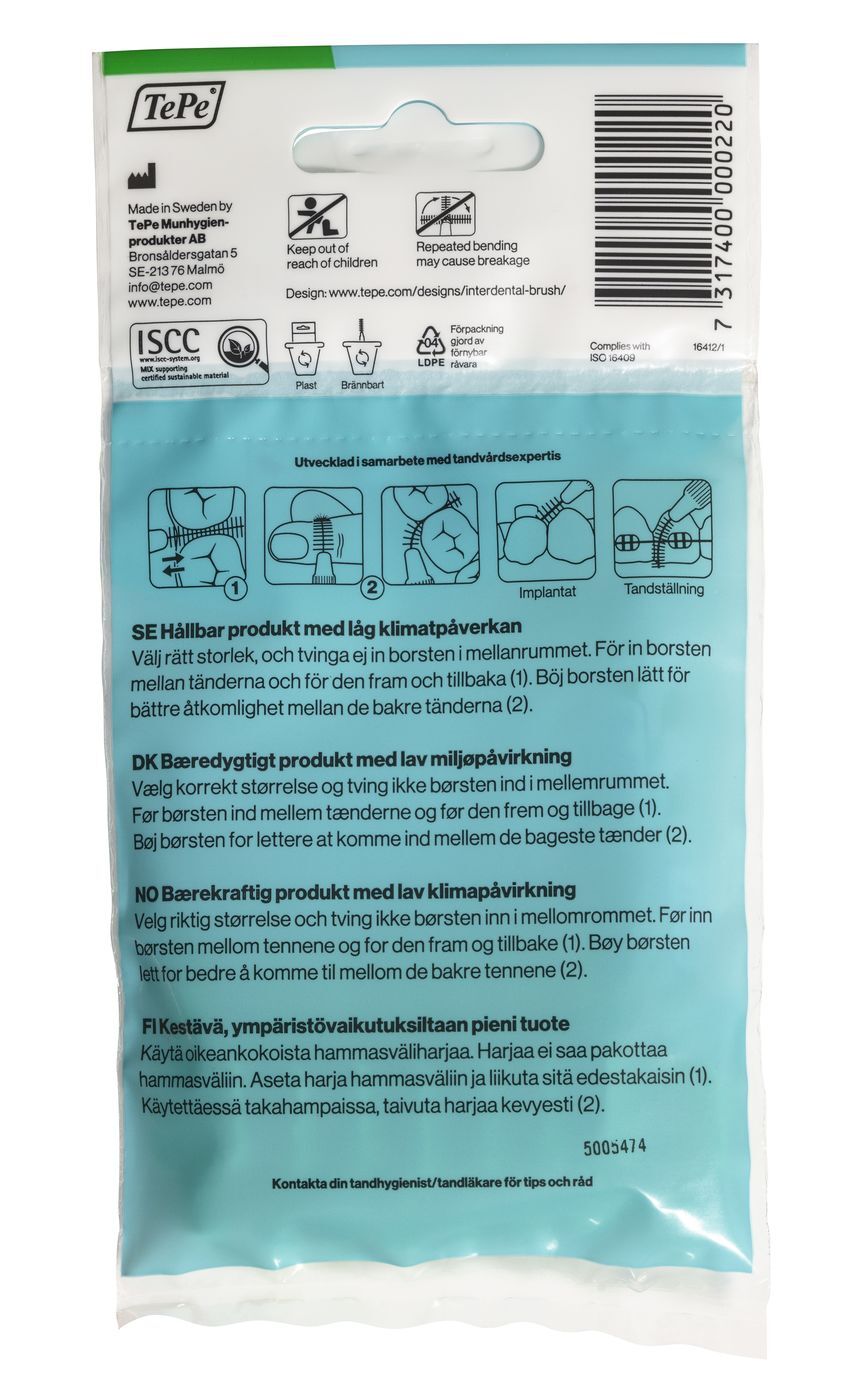 TePe®
Made in Sweden by
TePe Munhygien-
produkter AB
Bronsåldersgatan 5
SE-213 76 Malmö
info@tepe.com
www.tepe.com
Keep out of
reach of children
Repeated bending
may cause breakage
Design: www.tepe.com/designs/interdental-brush/
7 317400 000220
ISCC
www.iscc-system.org
MIX supporting
certified sustainable material
Plast
Brännbart
04
LDPE
Förpackning
gjord av
förnybar
råvara
Complies with
ISO 16409
16412/1
Utvecklad i samarbete med tandvårdsexpertis
1
2
Implantat
Tandställning
SE Hållbar produkt med låg klimatpåverkan
Välj rätt storlek, och tvinga ej in borsten i mellanrummet. För in borsten
mellan tänderna och för den fram och tillbaka (1). Böj borsten lätt för
bättre åtkomlighet mellan de bakre tänderna (2).
DK Bæredygtigt produkt med lav miljøpåvirkning
Vælg korrekt størrelse og tving ikke børsten ind i mellemrummet.
Før børsten ind mellem tænderne og før den frem og tillbage (1).
Bøj børsten for lettere at komme ind mellem de bageste tænder (2).
NO Bærekraftig produkt med lav klimapåvirkning
Velg riktig størrelse och tving ikke børsten inn i mellomrommet. Før inn
børsten mellom tennene og for den fram og tillbake (1). Bøy børsten
lett for bedre å komme til mellom de bakre tennene (2).
FI Kestävä, ympäristövaikutuksiltaan pieni tuote
Käytä oikeankokoista hammasväliharjaa. Harjaa ei saa pakottaa
hammasväliin. Aseta harja hammasväliin ja liikuta sitä edestakaisin (1).
Käytettäessä takahampaissa, taivuta harjaa kevyesti (2).
5005474
Kontakta din tandhygienist/tandläkare för tips och råd